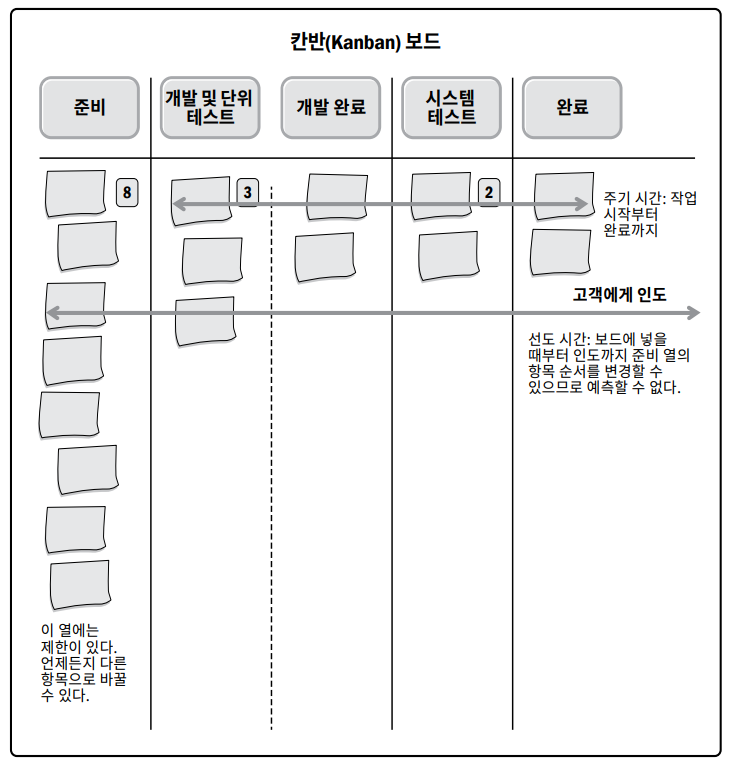 칸반(Kanban) 보드
준비
개발 및 단위
테스트
개발 완료
시스템
테스트
완료
8
3
2
주기 시간: 작업
시작부터
완료까지
고객에게 인도
선도 시간: 보드에 넣을
때부터 인도까지 준비 열의
항목 순서를 변경할 수
있으므로 예측할 수 없다.
이 열에는
제한이 있다.
언제든지 다른
항목으로 바꿀
수 있다.